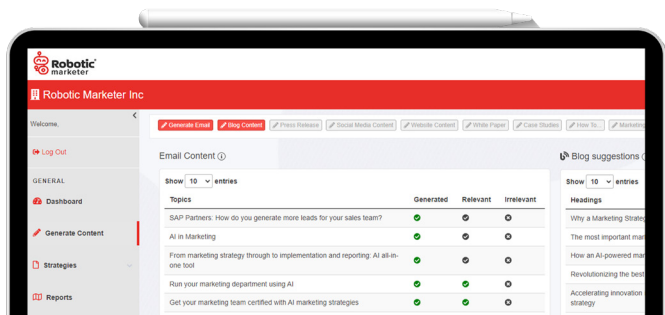 Robotic
marketer
Robotic Marketer Inc
Welcome,
Log Out
GENERAL
Dashboard
Generate Content
Strategies
Reports
Generate Email Blog Content Press Release Social Media Content Website Content White Paper Case Studies How To... Marketing
Email Content
Show 10 entries
Topics Generated Relevant Irrelevant
SAP Partners: How do you generate more leads for your sales team?
AI in Marketing
From marketing strategy through to implementation and reporting: AI all-in-
one tool
Run your marketing department using AI
Get your marketing team certified with AI marketing strategies
Blog suggestions
Show 10 entries
Headings
Why a Marketing Strateg
The most important mar
How an AI-powered mar
Revolutionizing the best
Accelerating innovation
strategy